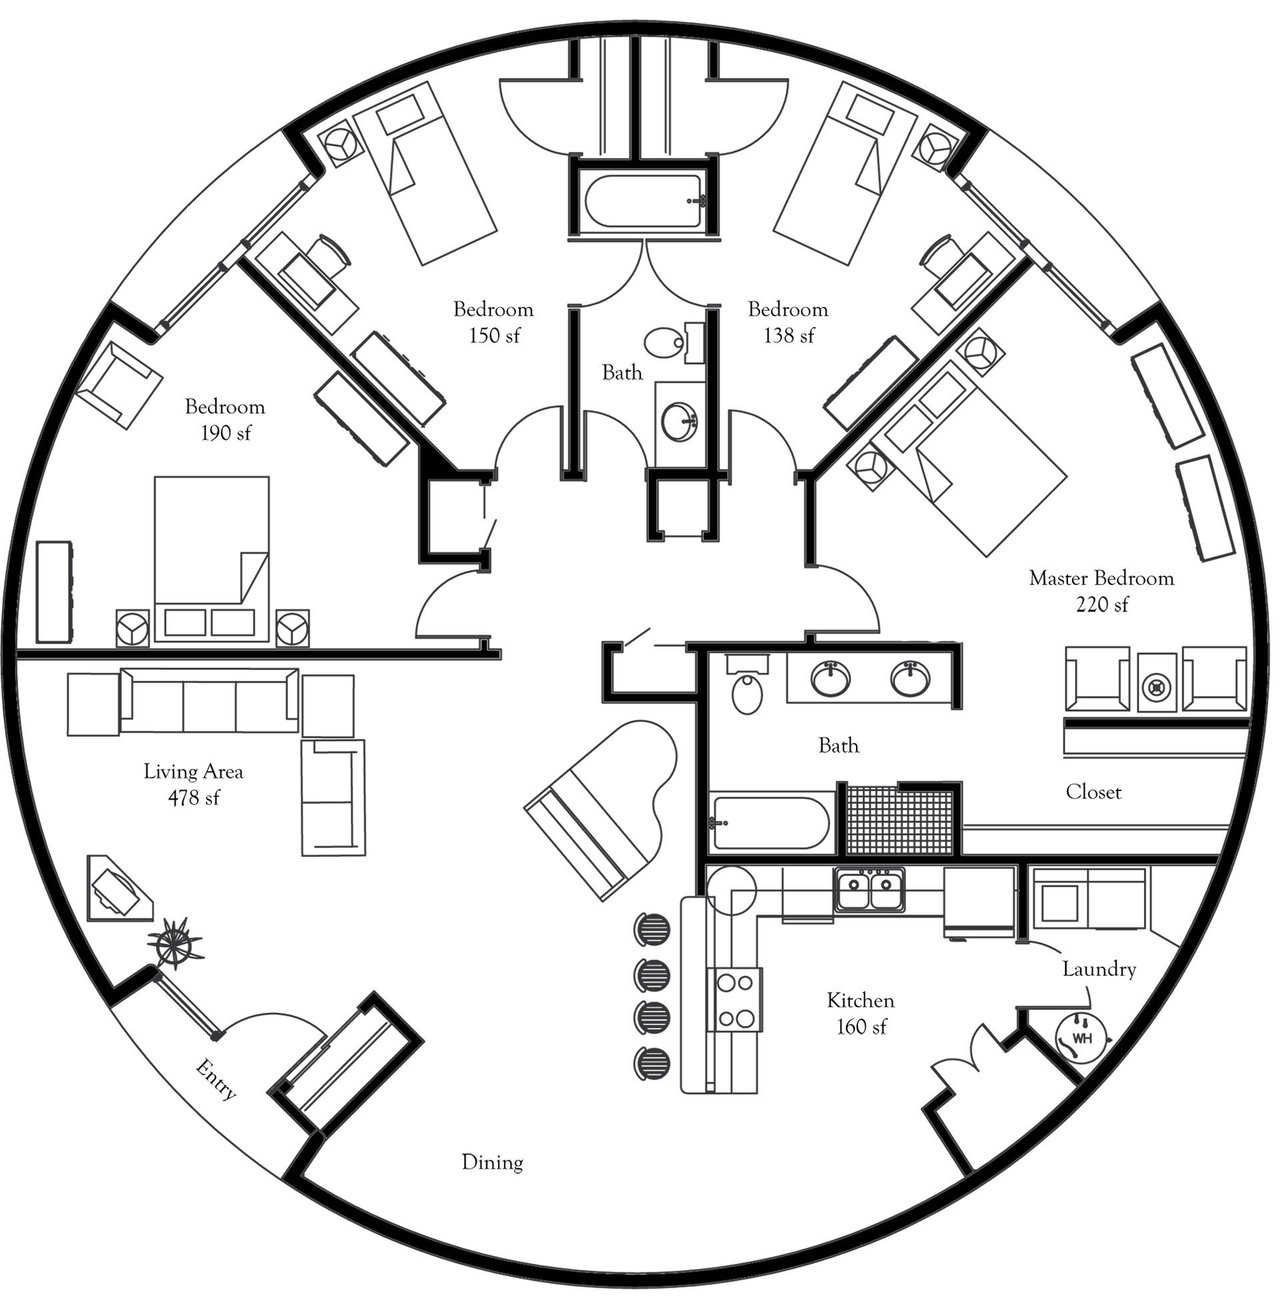 Bedroom
150 sf
Bedroom
138 sf
Bath
Bedroom
190 sf
Master Bedroom
220 sf
Living Area
478 sf
Bath
Closet
Laundry
Kitchen
160 sf
WH
Entry
Dining